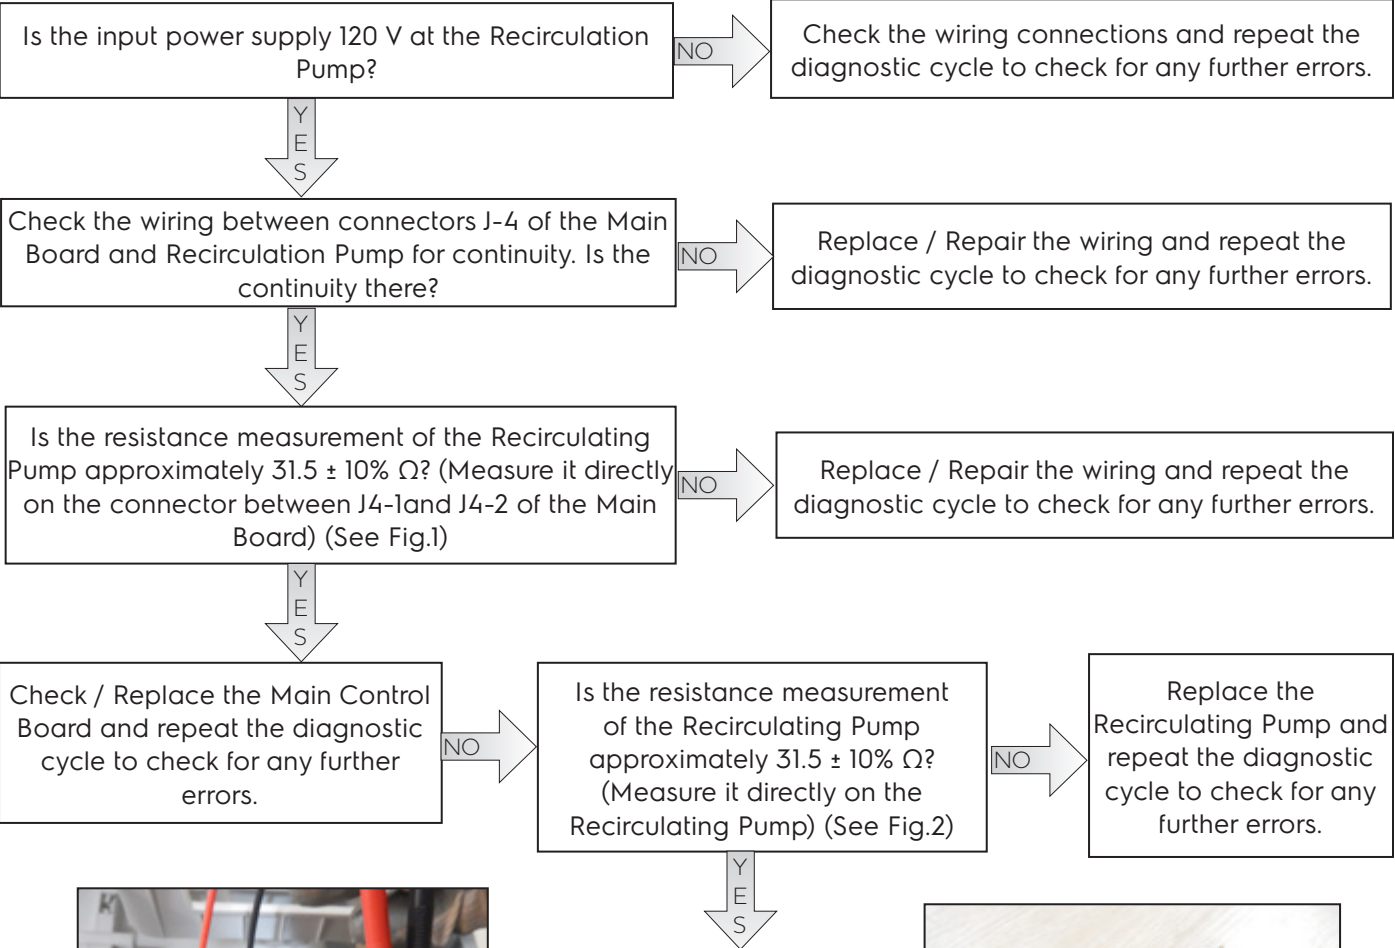 Is the input power supply 120 V at the Recirculation
Pump?
NO
Check the wiring connections and repeat the
diagnostic cycle to check for any further errors.
YES
Check the wiring between connectors J-4 of the Main
Board and Recirculation Pump for continuity. Is the
continuity there?
NO
Replace / Repair the wiring and repeat the
diagnostic cycle to check for any further errors.
YES
Is the resistance measurement of the Recirculating
Pump approximately 31.5 ± 10% Ω? (Measure it directly
on the connector between J4-1and J4-2 of the Main
Board) (See Fig.1)
NO
Replace / Repair the wiring and repeat the
diagnostic cycle to check for any further errors.
YES
Check / Replace the Main Control
Board and repeat the diagnostic
cycle to check for any further
errors.
NO
Is the resistance measurement
of the Recirculating Pump
approximately 31.5 ± 10% Ω?
(Measure it directly on the
Recirculating Pump) (See Fig.2)
NO
Replace the
Recirculating Pump and
repeat the diagnostic
cycle to check for any
further errors.
YES